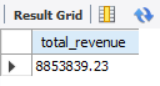 Result Grid
total_revenue
8853839.23